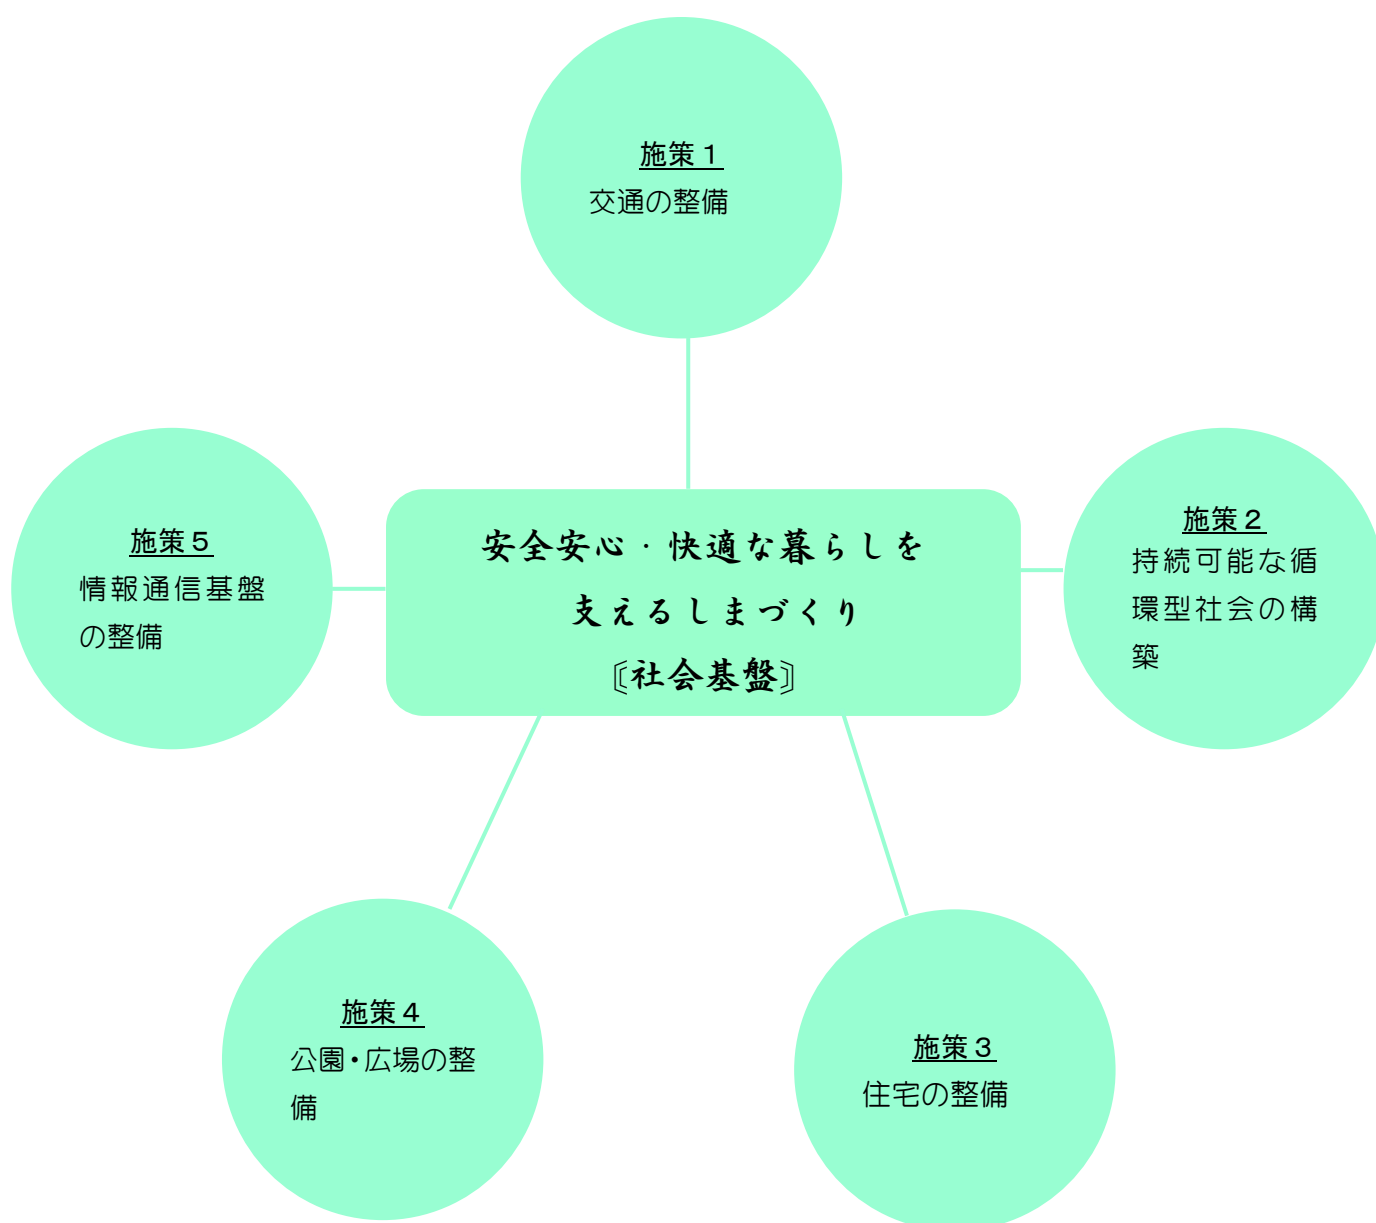 施策１
交通の整備
施策２
持続可能な循
環型社会の構
築
施策３
住宅の整備
施策４
公園・広場の整
備
施策５
情報通信基盤
の整備
安全安心・快適な暮らしを
支えるしまづくり
〘社会基盤〙